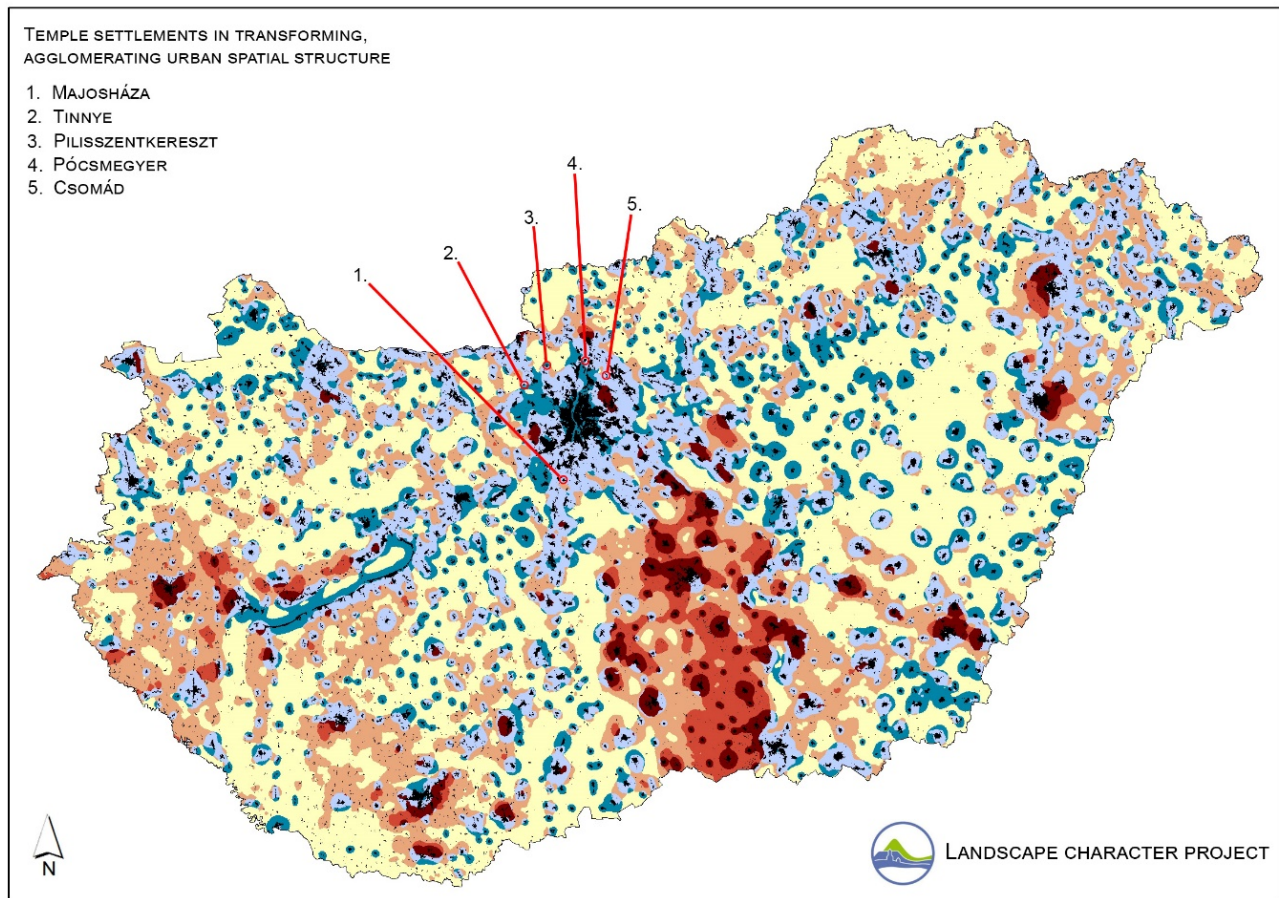 TEMPLE SETTLEMENTS IN TRANSFORMING,
AGGLOMERATING URBAN SPATIAL STRUCTURE
1. MAJOSHÁZA
2. TINNYE
3. PILISSZENTKERESZT
4. PÓCSMEGYER
5. CSOMÁD
4.
3.
5.
2.
1.
N
LANDSCAPE CHARACTER PROJECT